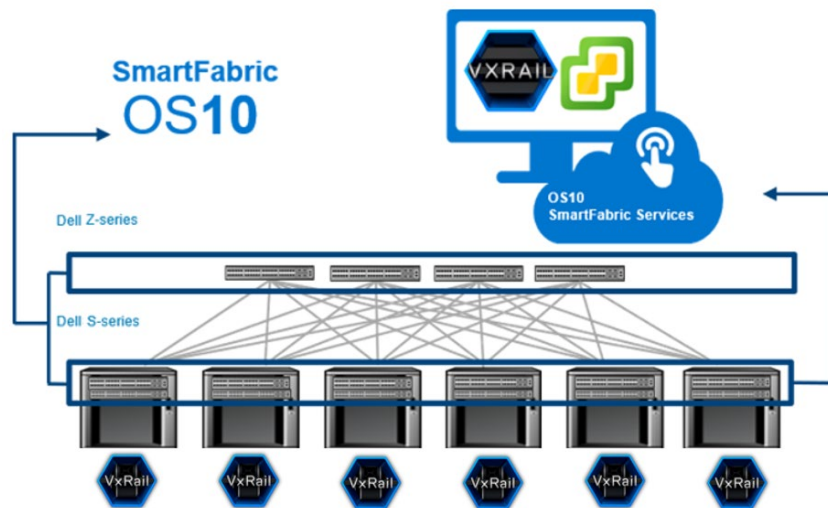 SmartFabric
OS10
VXRAIL
OS10
SmartFabric Services
Dell Z-series
Dell S-series
VxRail
VxRail
VxRail
VxRail
VxRail
VxRail